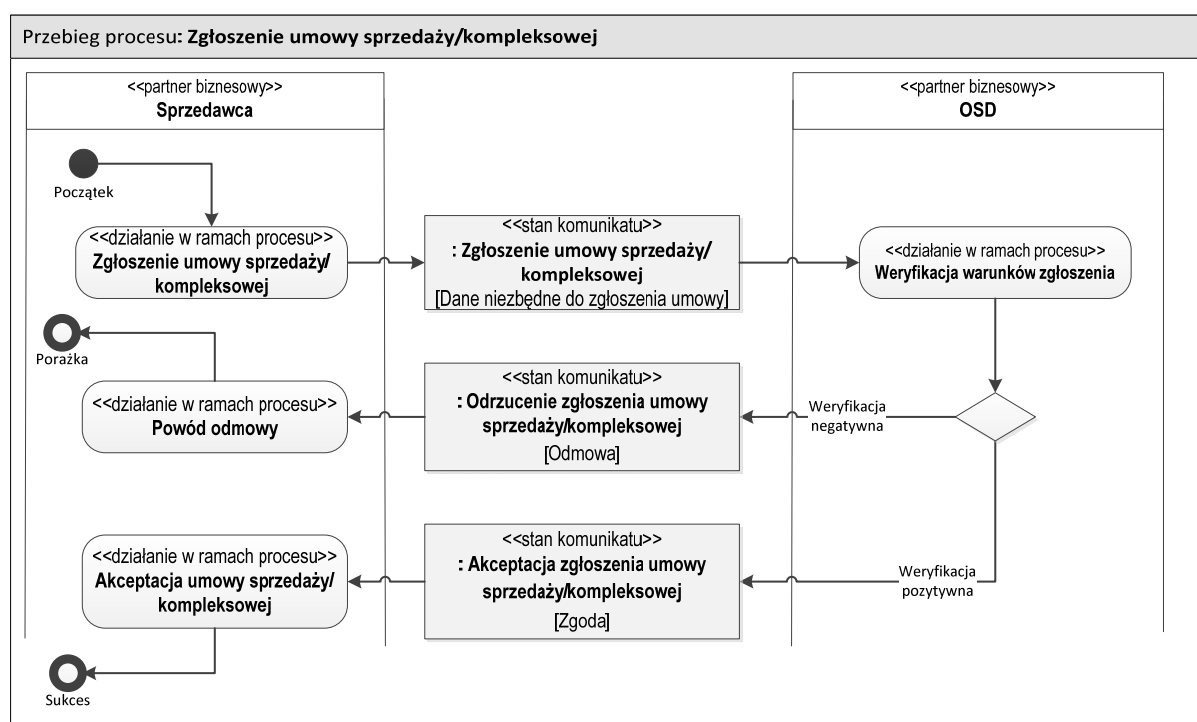 Przebieg procesu: Zgłoszenie umowy sprzedaży/kompleksowej
<<partner biznesowy>>
Sprzedawca
<<partner biznesowy>>
OSD
Początek
<<działanie w ramach procesu>>
Zgłoszenie umowy sprzedaży/
kompleksowej
<<stan komunikatu>>
: Zgłoszenie umowy sprzedaży/
kompleksowej
[Dane niezbędne do zgłoszenia umowy]
<<działanie w ramach procesu>>
Weryfikacja warunków zgłoszenia
Porażka
<<działanie w ramach procesu>>
Powód odmowy
<<stan komunikatu>>
: Odrzucenie zgłoszenia umowy
sprzedaży/kompleksowej
[Odmowa]
Weryfikacja
negatywna
<<działanie w ramach procesu>>
Akceptacja umowy sprzedaży/
kompleksowej
<<stan komunikatu>>
: Akceptacja zgłoszenia umowy
sprzedaży/kompleksowej
[Zgoda]
Weryfikacja
pozytywna
Sukces